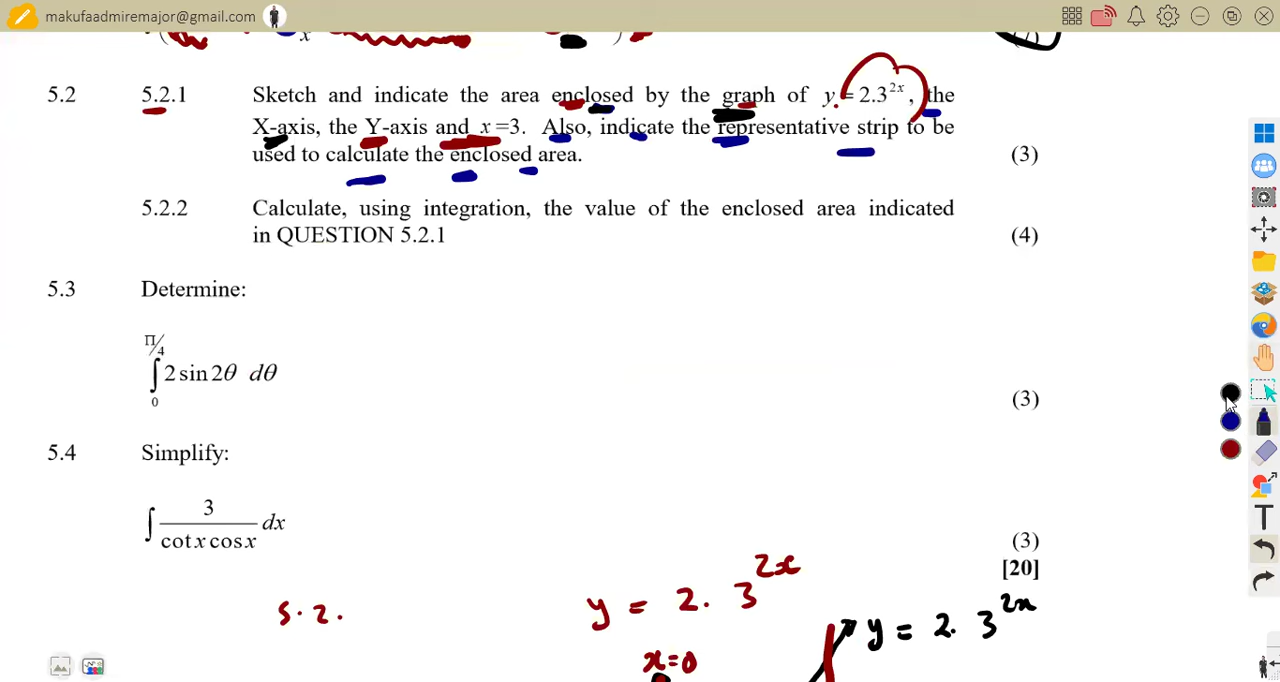 makufaadmiremajor@gmail.com
x
5.2 5.2.1 Sketch and indicate the area enclosed by the graph of y = 2.3^{2x}, the
X-axis, the Y-axis and x =3. Also, indicate the representative strip to be
used to calculate the enclosed area. (3)
5.2.2 Calculate, using integration, the value of the enclosed area indicated
in QUESTION 5.2.1 (4)
5.3 Determine:
∫_0^{Π/4} 2 sin 2θ dθ (3)
5.4 Simplify:
∫ 3/(cot x cos x) dx (3)
[20]
5.2. y = 2. 3^{2x}
y = 2. 3^{2x}
x=0